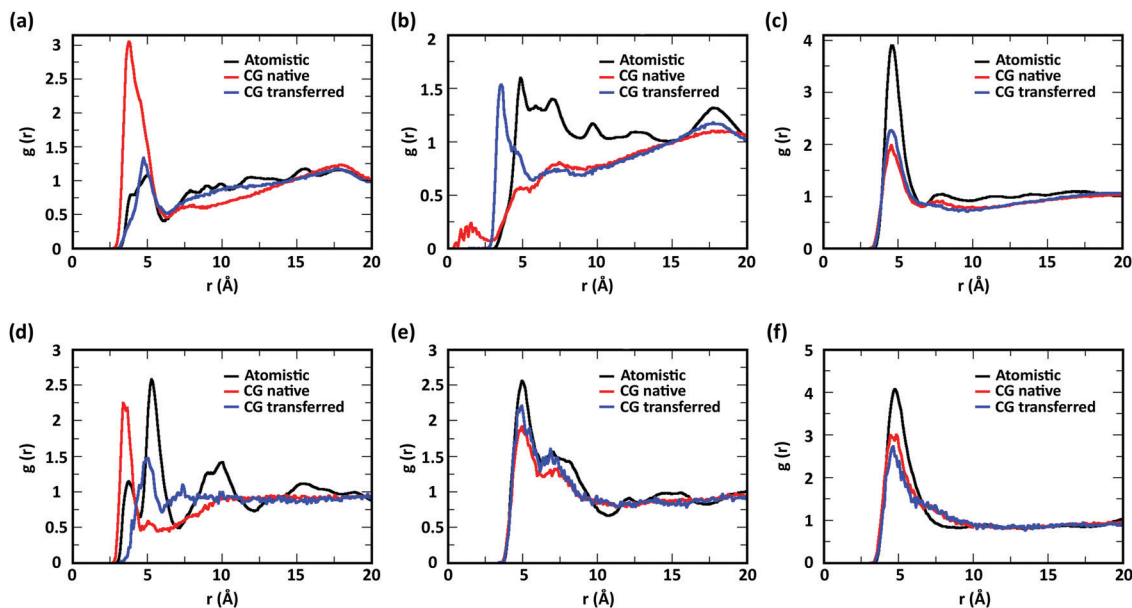 (a)
g (r)
3
2.5
2
1.5
1
0.5
0
Atomistic
CG native
CG transferred
0 5 10 15 20
r (Å)
(b)
g (r)
2
1.5
1
0.5
0
Atomistic
CG native
CG transferred
0 5 10 15 20
r (Å)
(c)
g (r)
4
3
2
1
0
Atomistic
CG native
CG transferred
0 5 10 15 20
r (Å)
(d)
g (r)
3
2.5
2
1.5
1
0.5
0
Atomistic
CG native
CG transferred
0 5 10 15 20
r (Å)
(e)
g (r)
3
2.5
2
1.5
1
0.5
0
Atomistic
CG native
CG transferred
0 5 10 15 20
r (Å)
(f)
g (r)
5
4
3
2
1
0
Atomistic
CG native
CG transferred
0 5 10 15 20
r (Å)